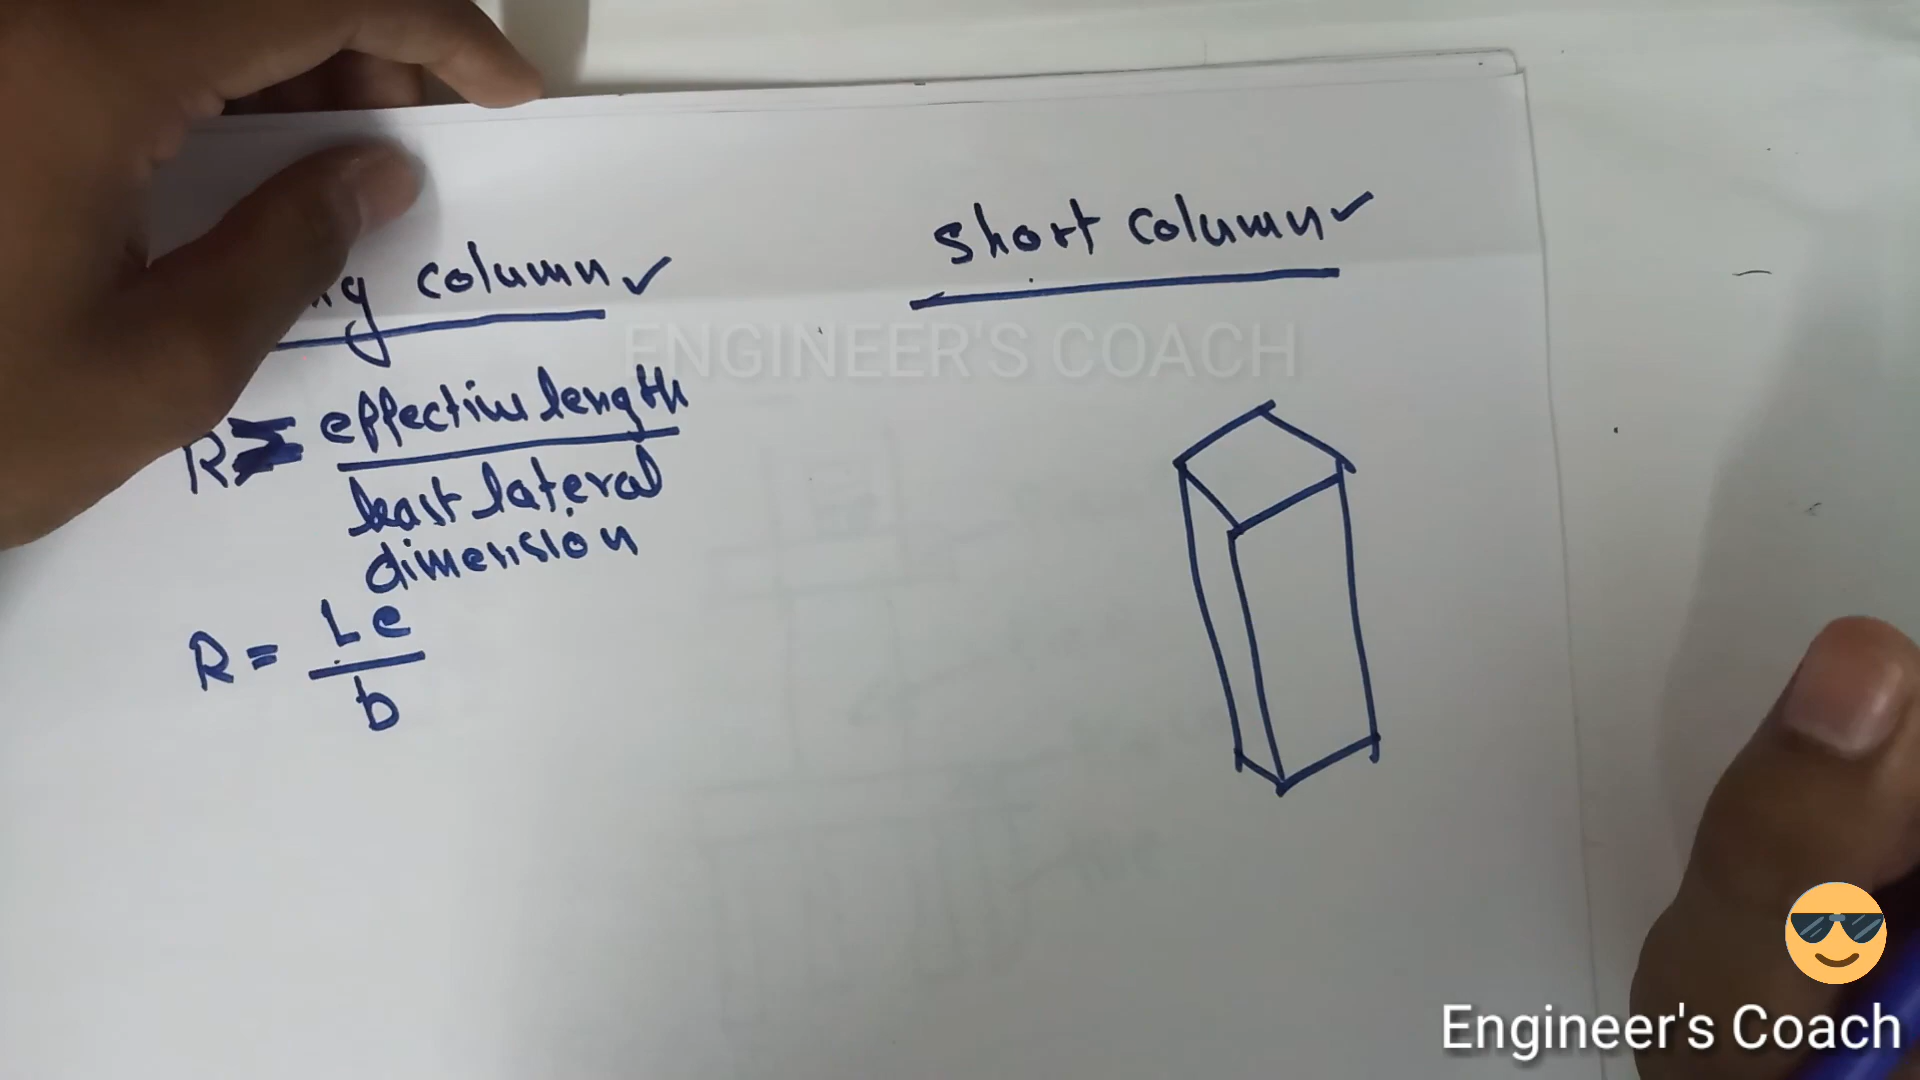 column ✓
short column ✓
ENGINEER'S COACH
R = effective length
least lateral
dimension
R = Le
b
Engineer's Coach